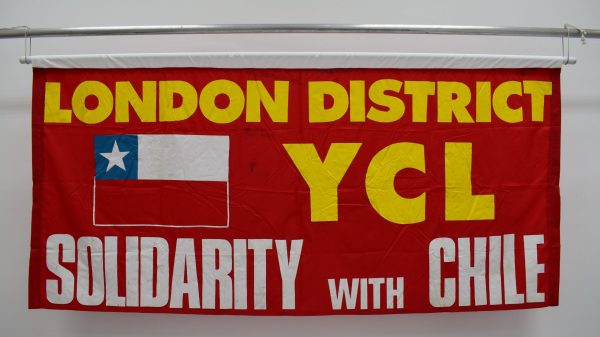 LONDON DISTRICT
YCL
SOLIDARITY WITH CHILE